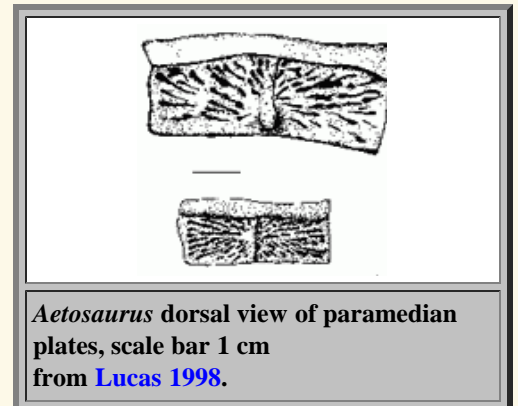 Aetosaurus dorsal view of paramedian
plates, scale bar 1 cm
from Lucas 1998.